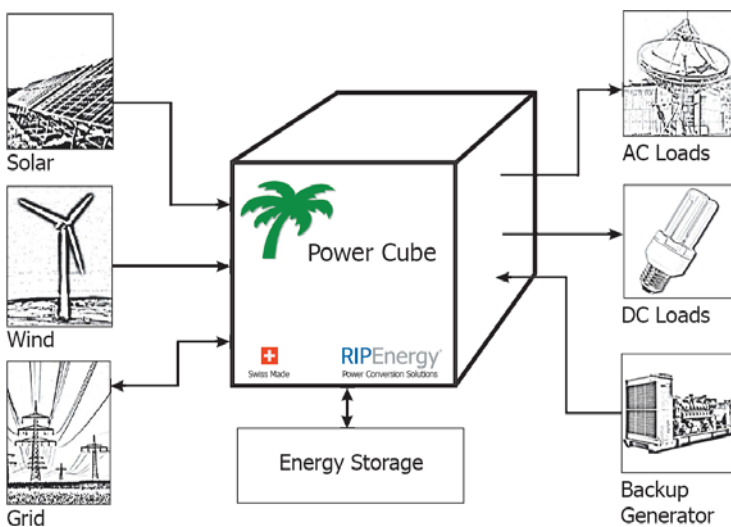 Solar
Wind
Grid
Power Cube
Swiss Made
RIPEnergy
Power Conversion Solutions
Energy Storage
AC Loads
DC Loads
Backup
Generator